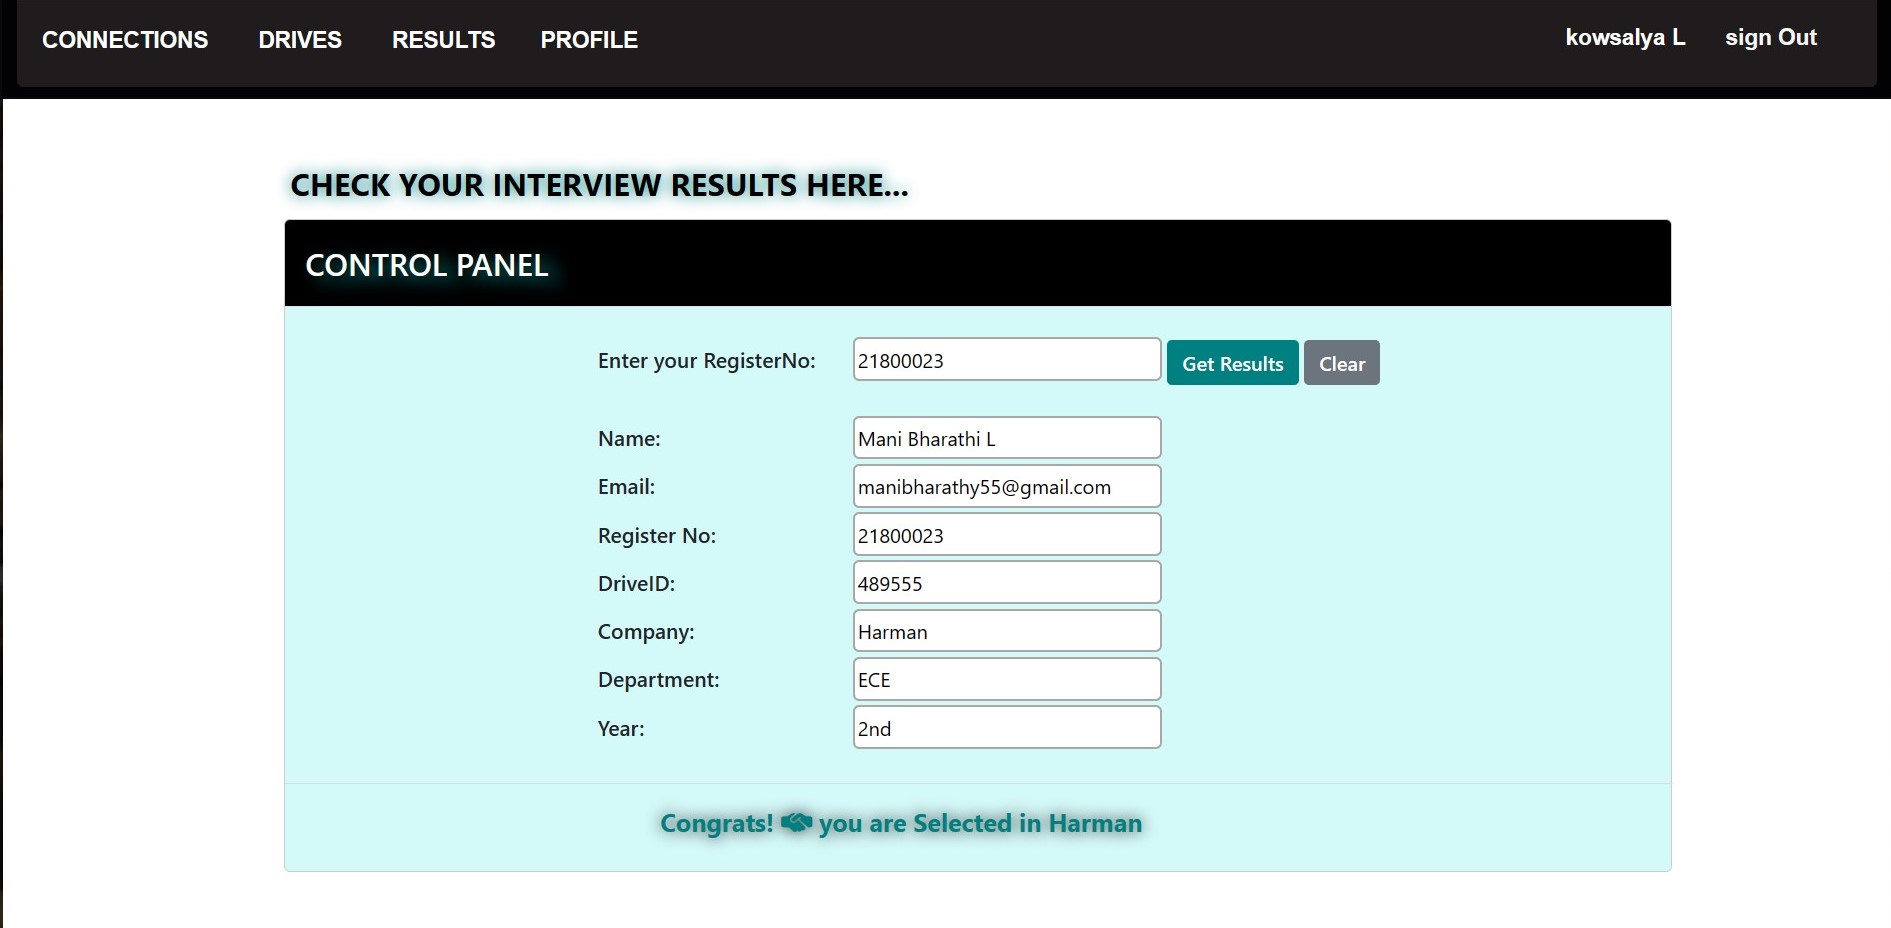 CONNECTIONS DRIVES RESULTS PROFILE kowsalya L sign Out
CHECK YOUR INTERVIEW RESULTS HERE...
CONTROL PANEL
Enter your RegisterNo: 21800023 Get Results Clear
Name: Mani Bharathi L
Email: manibharathy55@gmail.com
Register No: 21800023
DriveID: 489555
Company: Harman
Department: ECE
Year: 2nd
Congrats! you are Selected in Harman